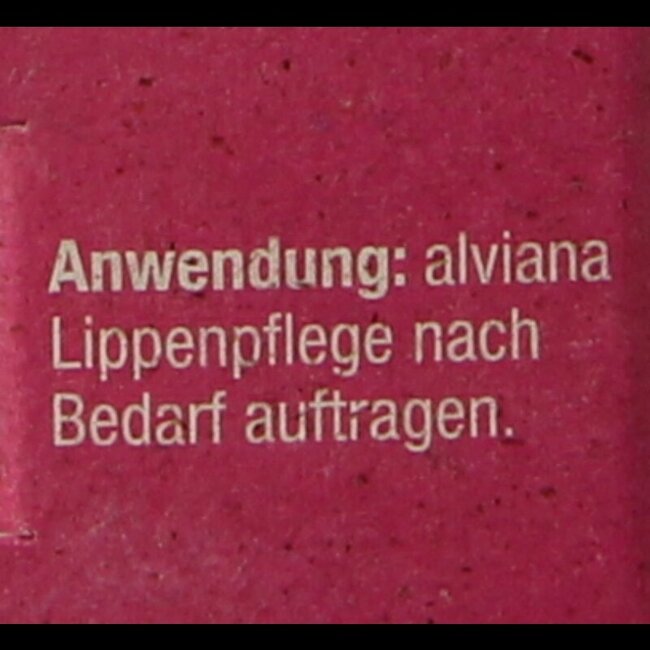 Anwendung: alviana
Lippenpflege nach
Bedarf auftragen.